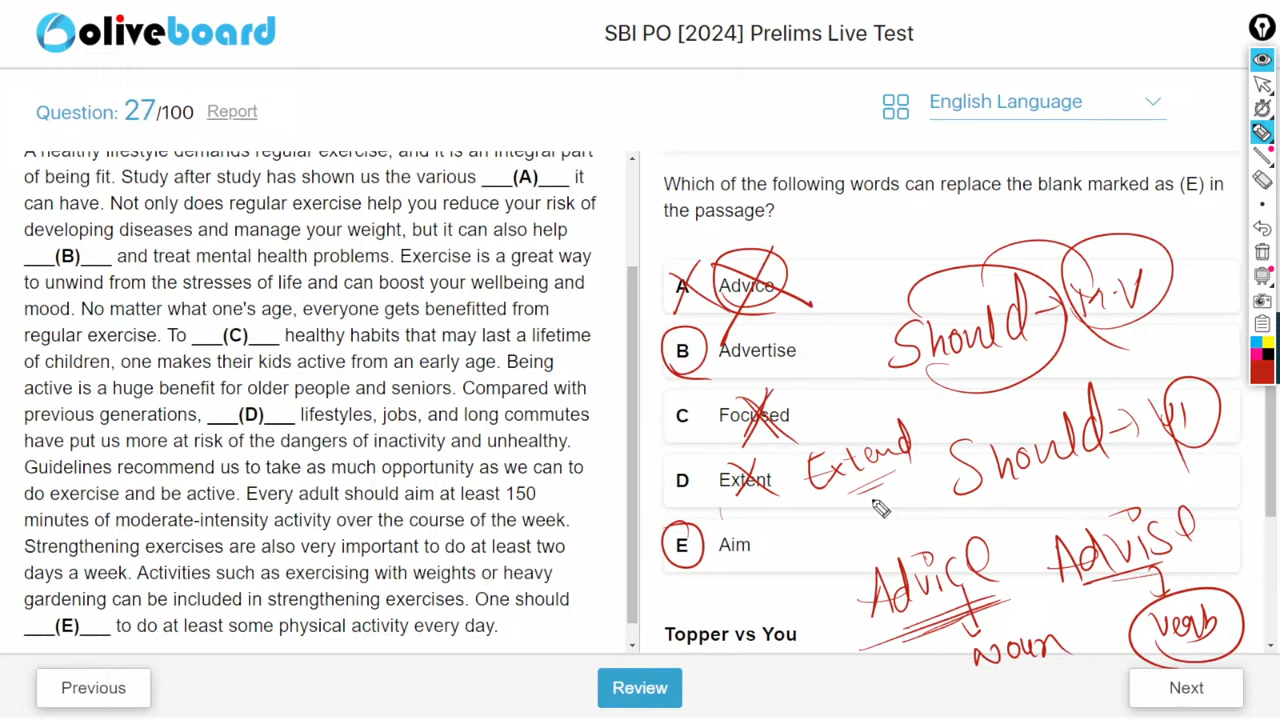 oliveboard
SBI PO [2024] Prelims Live Test
Question: 27/100 Report
English Language
A healthy lifestyle demands regular exercise, and it is an integral part
of being fit. Study after study has shown us the various ___(A)___ it
can have. Not only does regular exercise help you reduce your risk of
developing diseases and manage your weight, but it can also help
___(B)___ and treat mental health problems. Exercise is a great way
to unwind from the stresses of life and can boost your wellbeing and
mood. No matter what one's age, everyone gets benefitted from
regular exercise. To ___(C)___ healthy habits that may last a lifetime
of children, one makes their kids active from an early age. Being
active is a huge benefit for older people and seniors. Compared with
previous generations, ___(D)___ lifestyles, jobs, and long commutes
have put us more at risk of the dangers of inactivity and unhealthy.
Guidelines recommend us to take as much opportunity as we can to
do exercise and be active. Every adult should aim at least 150
minutes of moderate-intensity activity over the course of the week.
Strengthening exercises are also very important to do at least two
days a week. Activities such as exercising with weights or heavy
gardening can be included in strengthening exercises. One should
___(E)___ to do at least some physical activity every day.
Which of the following words can replace the blank marked as (E) in
the passage?
A Advice
B Advertise
C Focused
D Extent
E Aim
Should → m.v
Extend
Should → V1
Advice
Noun
Advise
verb
Topper vs You
Previous
Review
Next